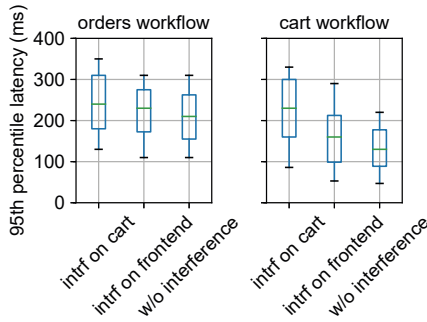 orders workflow
cart workflow
95th percentile latency (ms)
400
300
200
100
0
intrf on cart
intrf on frontend
w/o interference
intrf on cart
intrf on frontend
w/o interference